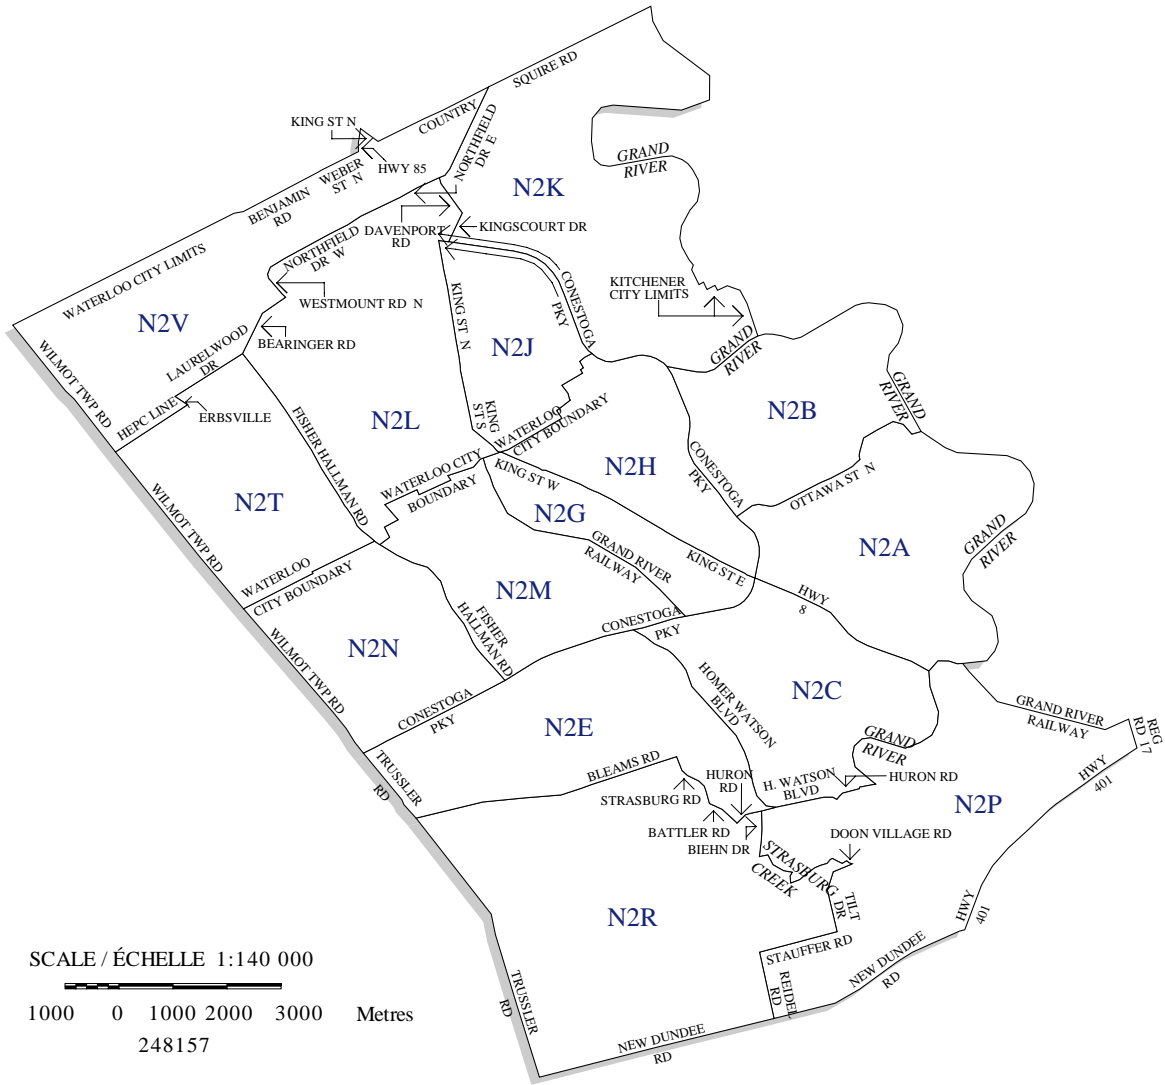 SQUIRE RD
COUNTRY
KING ST N
HWY 85
WEBER
ST N
BENJAMIN
RD
NORTHFIELD
DR E
GRAND
RIVER
N2K
DAVENPORT
RD
KINGSCOURT DR
WATERLOO CITY LIMITS
NORTHFIELD
DR W
WESTMOUNT RD N
KITCHENER
CITY LIMITS
CONESTOGA
PKY
N2V
BEARINGER RD
KING ST N
N2J
GRAND
RIVER
LAURELWOOD
DR
WILMOT TWP RD
HEPC LINE
ERBSVILLE
N2L
FISHER HALLMAN RD
KING
ST S
WATERLOO
CITY BOUNDARY
N2B
GRAND
RIVER
WATERLOO CITY
BOUNDARY
KING ST W
N2H
CONESTOGA
PKY
OTTAWA ST N
N2T
WILMOT TWP RD
N2G
GRAND RIVER
RAILWAY
KING ST E
N2A
GRAND
RIVER
WATERLOO
CITY BOUNDARY
N2M
HWY
8
FISHER
HALLMAN RD
CONESTOGA
PKY
N2N
WILMOT TWP RD
CONESTOGA
PKY
HOMER WATSON
BLVD
N2C
GRAND RIVER
RAILWAY
REG
RD 17
N2E
GRAND
RIVER
TRUSSLER
RD
BLEAMS RD
STRASBURG RD
HURON
RD
H. WATSON
BLVD
HURON RD
HWY
401
N2P
BATTLER RD
BIEHN DR
DOON VILLAGE RD
STRASBURG
CREEK
TILT
DR
N2R
HWY
401
STAUFFER RD
REIDEL
RD
NEW DUNDEE
RD
TRUSSLER
RD
NEW DUNDEE
RD
SCALE / ÉCHELLE 1:140 000
1000 0 1000 2000 3000 Metres
248157